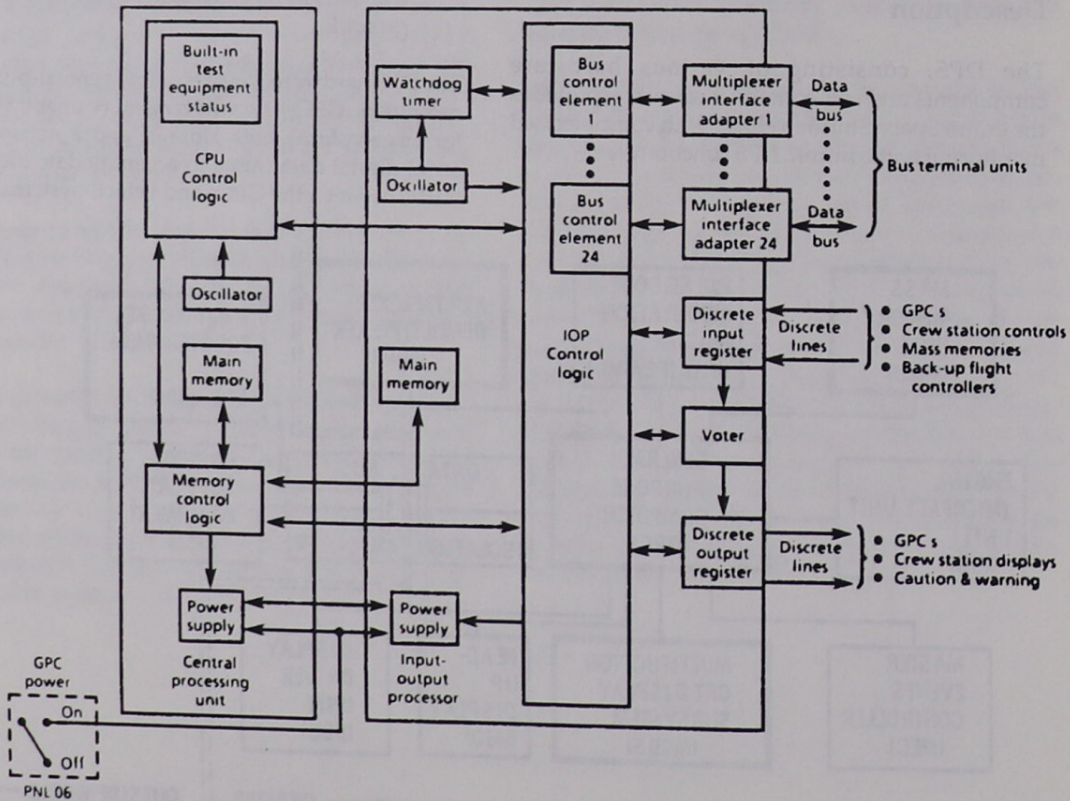 Description
The DPS, consisting
Built-in
test
equipment
status
CPU
Control
logic
Oscillator
Main
memory
Memory
control
logic
Power
supply
Central
processing
unit
GPC
power
On
Off
PNL 06
Watchdog
timer
Oscillator
Main
memory
Power
supply
Input-
output
processor
Bus
control
element
1
Bus
control
element
24
IOP
Control
logic
Multiplexer
interface
adapter 1
Multiplexer
interface
adapter 24
Discrete
input
register
Voter
Discrete
output
register
Data
bus
Data
bus
Bus terminal units
Discrete
lines
• GPC s
• Crew station controls
• Mass memories
• Back-up flight
controllers
Discrete
lines
• GPC s
• Crew station displays
• Caution & warning